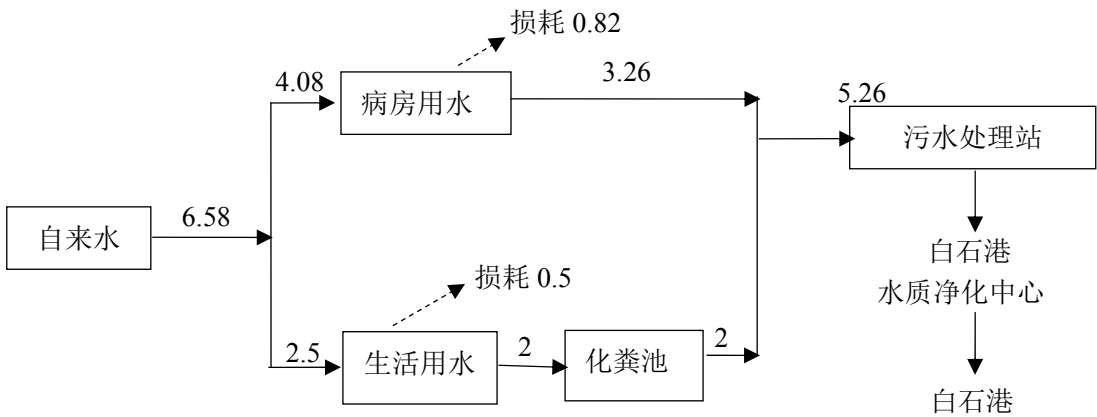 损耗 0.82
4.08
3.26
病房用水
5.26
污水处理站
自来水
6.58
白石港
水质净化中心
损耗 0.5
2.5
生活用水
2
化粪池
2
白石港